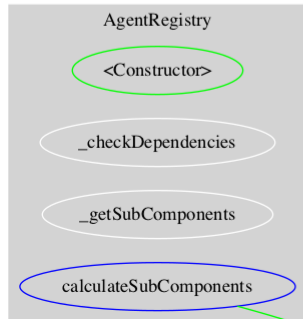 AgentRegistry
<Constructor>
_checkDependencies
_getSubComponents
calculateSubComponents